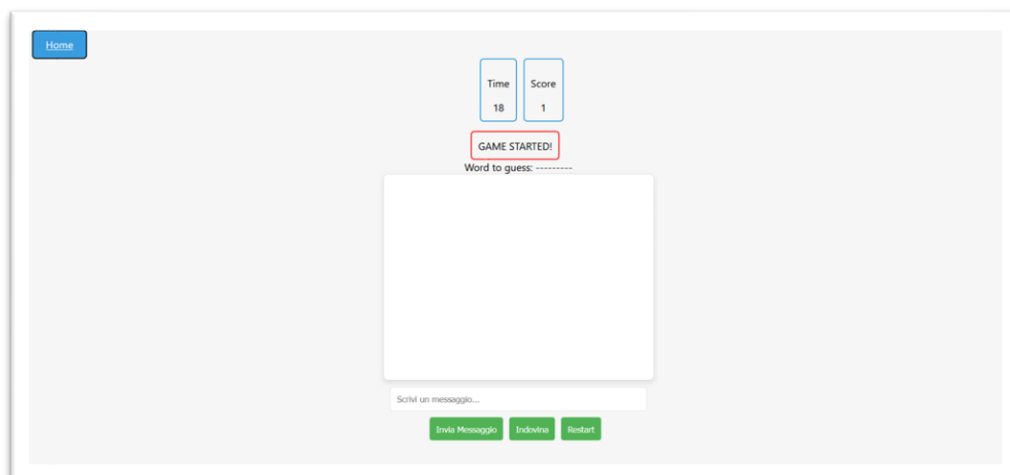 Home
Time Score
18 1
GAME STARTED!
Word to guess: ---------
Scrivi un messaggio...
Invia Messaggio Indovina Restart